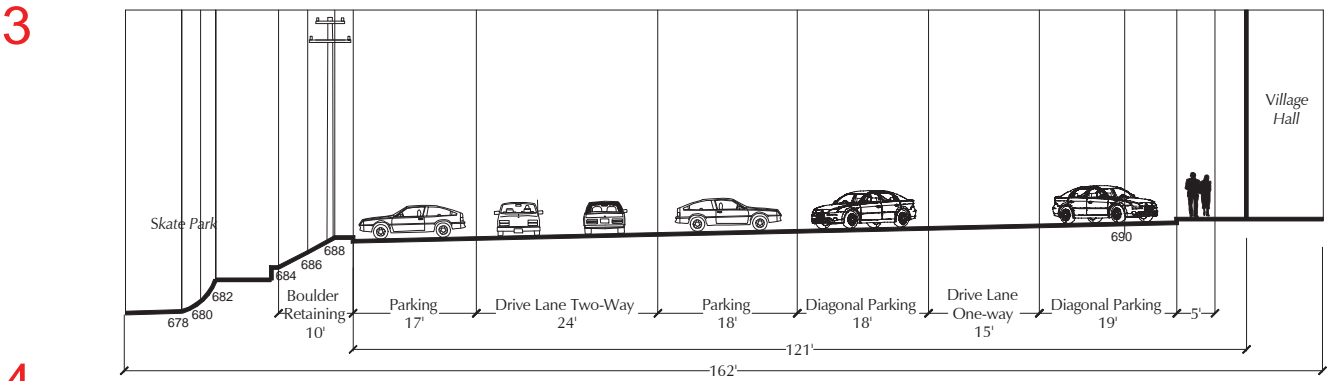 3
Village
Hall
Skate Park
690
688
686
684
682
680
678
Boulder
Retaining
10'
Parking
17'
Drive Lane Two-Way
24'
Parking
18'
Diagonal Parking
18'
Drive Lane
One-way
15'
Diagonal Parking
19'
5'
121'
162'
4